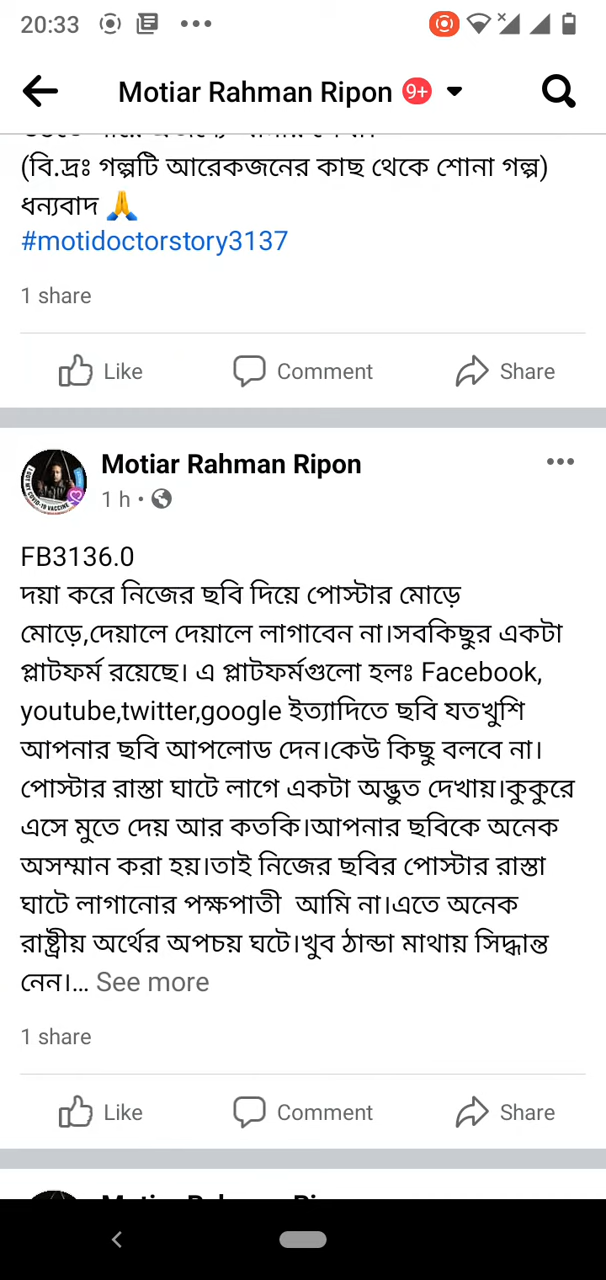 20:33
Motiar Rahman Ripon 9+
(বি.দ্রঃ গল্পটি আরেকজনের কাছ থেকে শোনা গল্প)
ধন্যবাদ 🙏
#motidoctorstory3137
1 share
Like Comment Share
Motiar Rahman Ripon
1 h
FB3136.0
দয়া করে নিজের ছবি দিয়ে পোস্টার মোড়ে
মোড়ে,দেয়ালে দেয়ালে লাগাবেন না।সবকিছুর একটা
প্লাটফর্ম রয়েছে। এ প্লাটফর্মগুলো হলঃ Facebook,
youtube,twitter,google ইত্যাদিতে ছবি যতখুশি
আপনার ছবি আপলোড দেন।কেউ কিছু বলবে না।
পোস্টার রাস্তা ঘাটে লাগে একটা অদ্ভুত দেখায়।কুকুরে
এসে মুতে দেয় আর কতকি।আপনার ছবিকে অনেক
অসম্মান করা হয়।তাই নিজের ছবির পোস্টার রাস্তা
ঘাটে লাগানোর পক্ষপাতী  আমি না।এতে অনেক
রাষ্ট্রীয় অর্থের অপচয় ঘটে।খুব ঠান্ডা মাথায় সিদ্ধান্ত
নেন।... See more
1 share
Like Comment Share